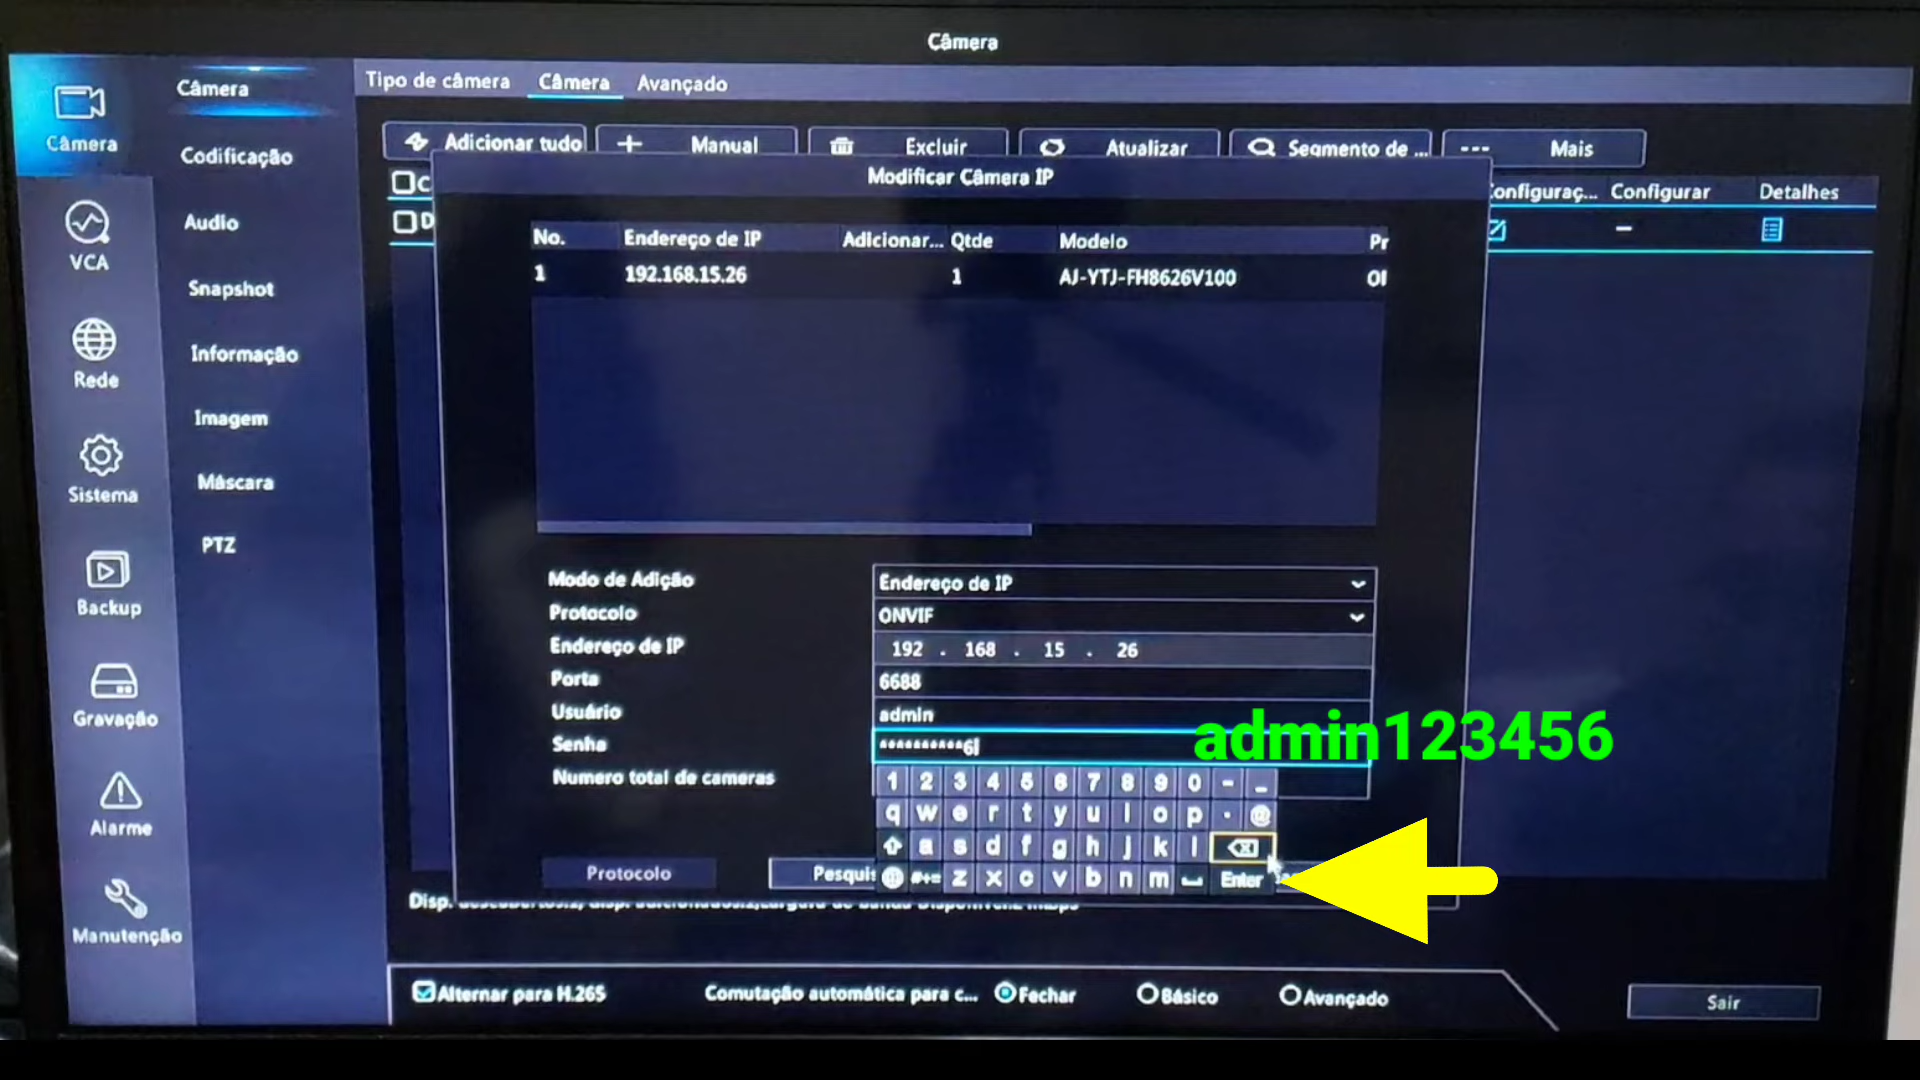 Câmera
Câmera
VCA
Rede
Sistema
Backup
Gravação
Alarme
Manutenção
Câmera
Codificação
Audio
Snapshot
Informação
Imagem
Máscara
PTZ
Tipo de câmera Câmera Avançado
Adicionar tudo Manual Excluir Atualizar Segmento de ... Mais
onfiguraç... Configurar Detalhes
Modificar Câmera IP
No. Endereço de IP Adicionar... Qtde Modelo Pr
1 192.168.15.26 1 AJ-YTJ-FH8626V100
Modo de Adição Endereço de IP
Protocolo ONVIF
Endereço de IP 192 . 168 . 15 . 26
Porta 6688
Usuário admin
Senha **********6
admin123456
Numero total de cameras
1 2 3 4 5 6 7 8 9 0 - _
q w e r t y u i o p . @
a s d f g h j k l
#+= z x c v b n m Enter
Protocolo Pesquis
Disp.
Alternar para H.265 Comutação automática para c... Fechar Básico Avançado
Sair